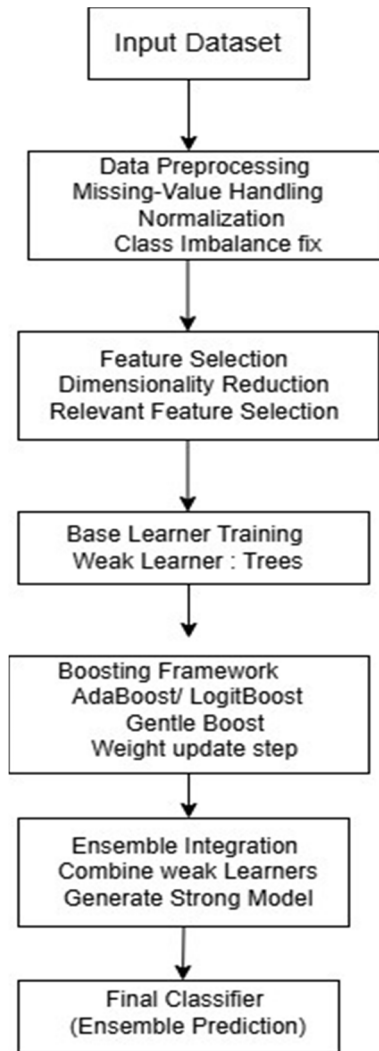 Input Dataset
Data Preprocessing
Missing-Value Handling
Normalization
Class Imbalance fix
Feature Selection
Dimensionality Reduction
Relevant Feature Selection
Base Learner Training
Weak Learner : Trees
Boosting Framework
AdaBoost/ LogitBoost
Gentle Boost
Weight update step
Ensemble Integration
Combine weak Learners
Generate Strong Model
Final Classifier
(Ensemble Prediction)